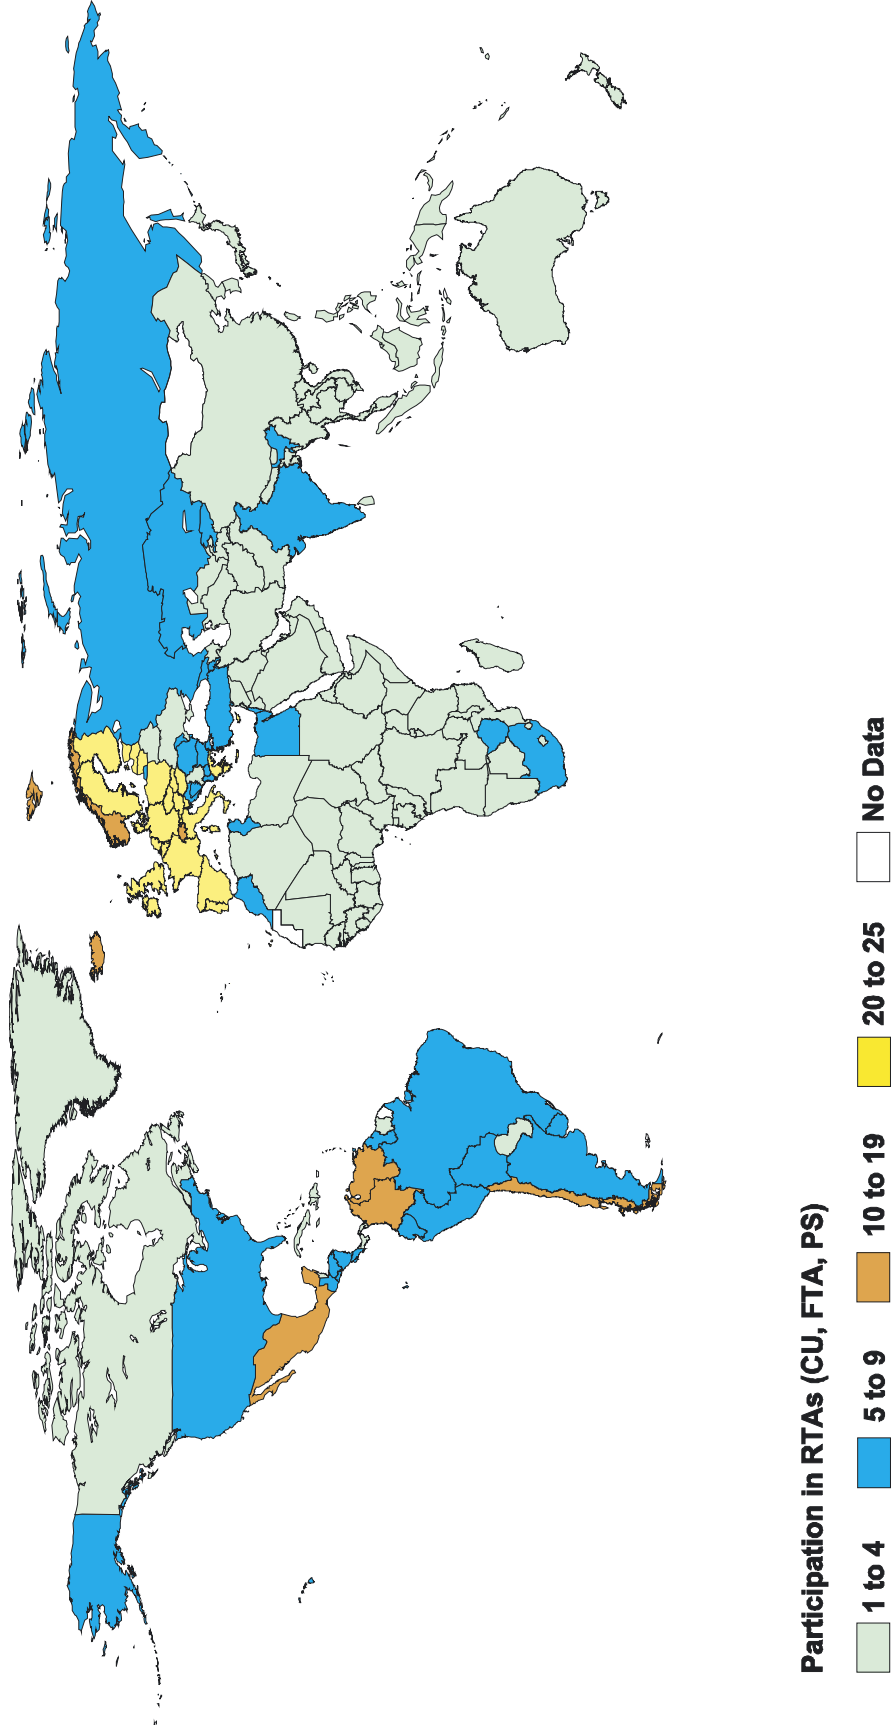 Participation in RTAs (CU, FTA, PS)
1 to 4
5 to 9
10 to 19
20 to 25
No Data